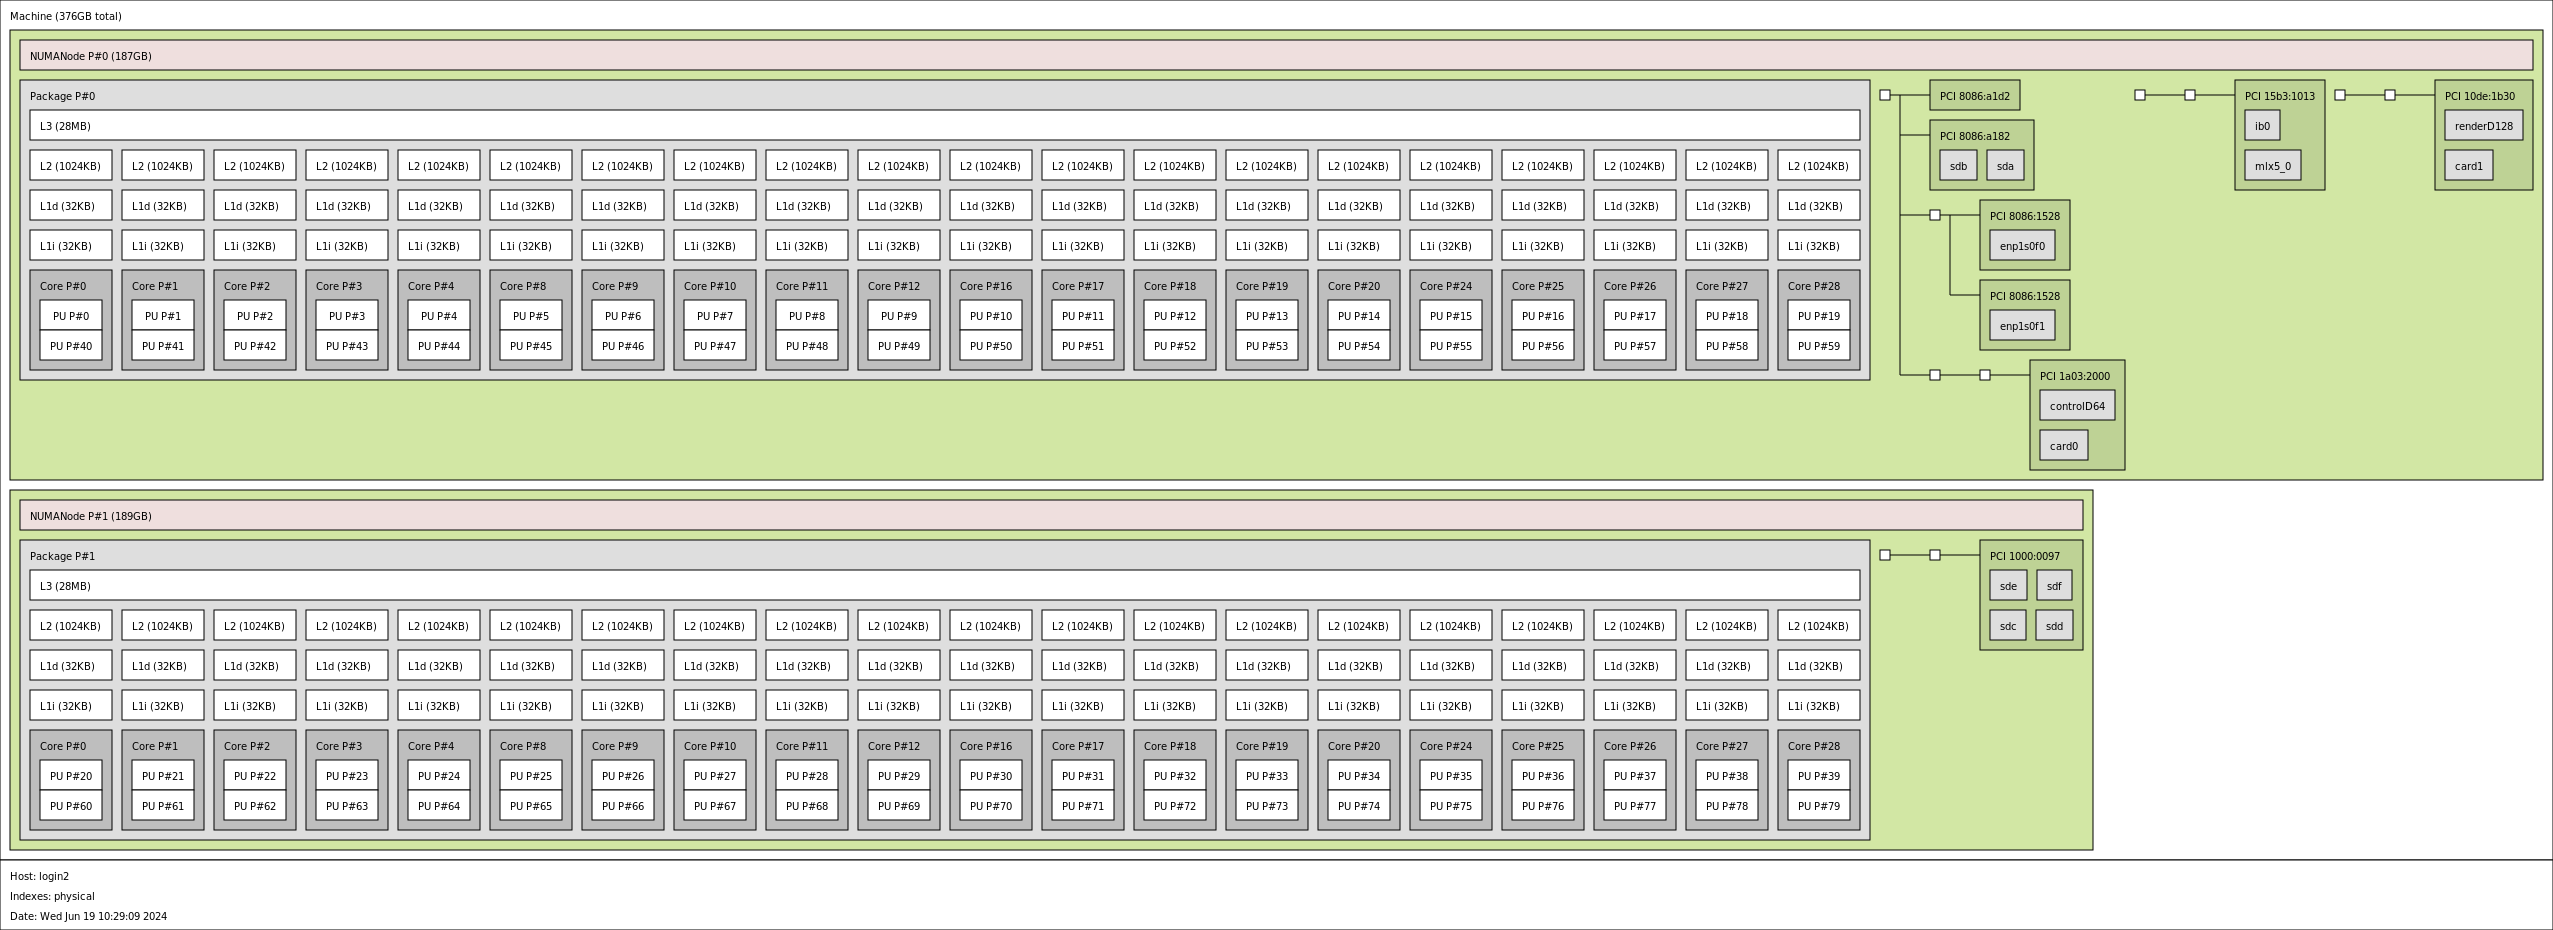 Machine (376GB total)
NUMANode P#0 (187GB)
Package P#0
L3 (28MB)
L2 (1024KB) L2 (1024KB) L2 (1024KB) L2 (1024KB) L2 (1024KB) L2 (1024KB) L2 (1024KB) L2 (1024KB) L2 (1024KB) L2 (1024KB) L2 (1024KB) L2 (1024KB) L2 (1024KB) L2 (1024KB) L2 (1024KB) L2 (1024KB) L2 (1024KB) L2 (1024KB) L2 (1024KB) L2 (1024KB)
L1d (32KB) L1d (32KB) L1d (32KB) L1d (32KB) L1d (32KB) L1d (32KB) L1d (32KB) L1d (32KB) L1d (32KB) L1d (32KB) L1d (32KB) L1d (32KB) L1d (32KB) L1d (32KB) L1d (32KB) L1d (32KB) L1d (32KB) L1d (32KB) L1d (32KB) L1d (32KB)
L1i (32KB) L1i (32KB) L1i (32KB) L1i (32KB) L1i (32KB) L1i (32KB) L1i (32KB) L1i (32KB) L1i (32KB) L1i (32KB) L1i (32KB) L1i (32KB) L1i (32KB) L1i (32KB) L1i (32KB) L1i (32KB) L1i (32KB) L1i (32KB) L1i (32KB) L1i (32KB)
Core P#0 Core P#1 Core P#2 Core P#3 Core P#4 Core P#8 Core P#9 Core P#10 Core P#11 Core P#12 Core P#16 Core P#17 Core P#18 Core P#19 Core P#20 Core P#24 Core P#25 Core P#26 Core P#27 Core P#28
PU P#0 PU P#1 PU P#2 PU P#3 PU P#4 PU P#5 PU P#6 PU P#7 PU P#8 PU P#9 PU P#10 PU P#11 PU P#12 PU P#13 PU P#14 PU P#15 PU P#16 PU P#17 PU P#18 PU P#19
PU P#40 PU P#41 PU P#42 PU P#43 PU P#44 PU P#45 PU P#46 PU P#47 PU P#48 PU P#49 PU P#50 PU P#51 PU P#52 PU P#53 PU P#54 PU P#55 PU P#56 PU P#57 PU P#58 PU P#59
PCI 8086:a1d2
PCI 8086:a182
sdb sda
PCI 8086:1528
enp1s0f0
PCI 8086:1528
enp1s0f1
PCI 1a03:2000
controlD64
card0
PCI 15b3:1013
ib0
mlx5_0
PCI 10de:1b30
renderD128
card1
NUMANode P#1 (189GB)
Package P#1
L3 (28MB)
L2 (1024KB) L2 (1024KB) L2 (1024KB) L2 (1024KB) L2 (1024KB) L2 (1024KB) L2 (1024KB) L2 (1024KB) L2 (1024KB) L2 (1024KB) L2 (1024KB) L2 (1024KB) L2 (1024KB) L2 (1024KB) L2 (1024KB) L2 (1024KB) L2 (1024KB) L2 (1024KB) L2 (1024KB) L2 (1024KB)
L1d (32KB) L1d (32KB) L1d (32KB) L1d (32KB) L1d (32KB) L1d (32KB) L1d (32KB) L1d (32KB) L1d (32KB) L1d (32KB) L1d (32KB) L1d (32KB) L1d (32KB) L1d (32KB) L1d (32KB) L1d (32KB) L1d (32KB) L1d (32KB) L1d (32KB) L1d (32KB)
L1i (32KB) L1i (32KB) L1i (32KB) L1i (32KB) L1i (32KB) L1i (32KB) L1i (32KB) L1i (32KB) L1i (32KB) L1i (32KB) L1i (32KB) L1i (32KB) L1i (32KB) L1i (32KB) L1i (32KB) L1i (32KB) L1i (32KB) L1i (32KB) L1i (32KB) L1i (32KB)
Core P#0 Core P#1 Core P#2 Core P#3 Core P#4 Core P#8 Core P#9 Core P#10 Core P#11 Core P#12 Core P#16 Core P#17 Core P#18 Core P#19 Core P#20 Core P#24 Core P#25 Core P#26 Core P#27 Core P#28
PU P#20 PU P#21 PU P#22 PU P#23 PU P#24 PU P#25 PU P#26 PU P#27 PU P#28 PU P#29 PU P#30 PU P#31 PU P#32 PU P#33 PU P#34 PU P#35 PU P#36 PU P#37 PU P#38 PU P#39
PU P#60 PU P#61 PU P#62 PU P#63 PU P#64 PU P#65 PU P#66 PU P#67 PU P#68 PU P#69 PU P#70 PU P#71 PU P#72 PU P#73 PU P#74 PU P#75 PU P#76 PU P#77 PU P#78 PU P#79
PCI 1000:0097
sde sdf
sdc sdd
Host: login2
Indexes: physical
Date: Wed Jun 19 10:29:09 2024